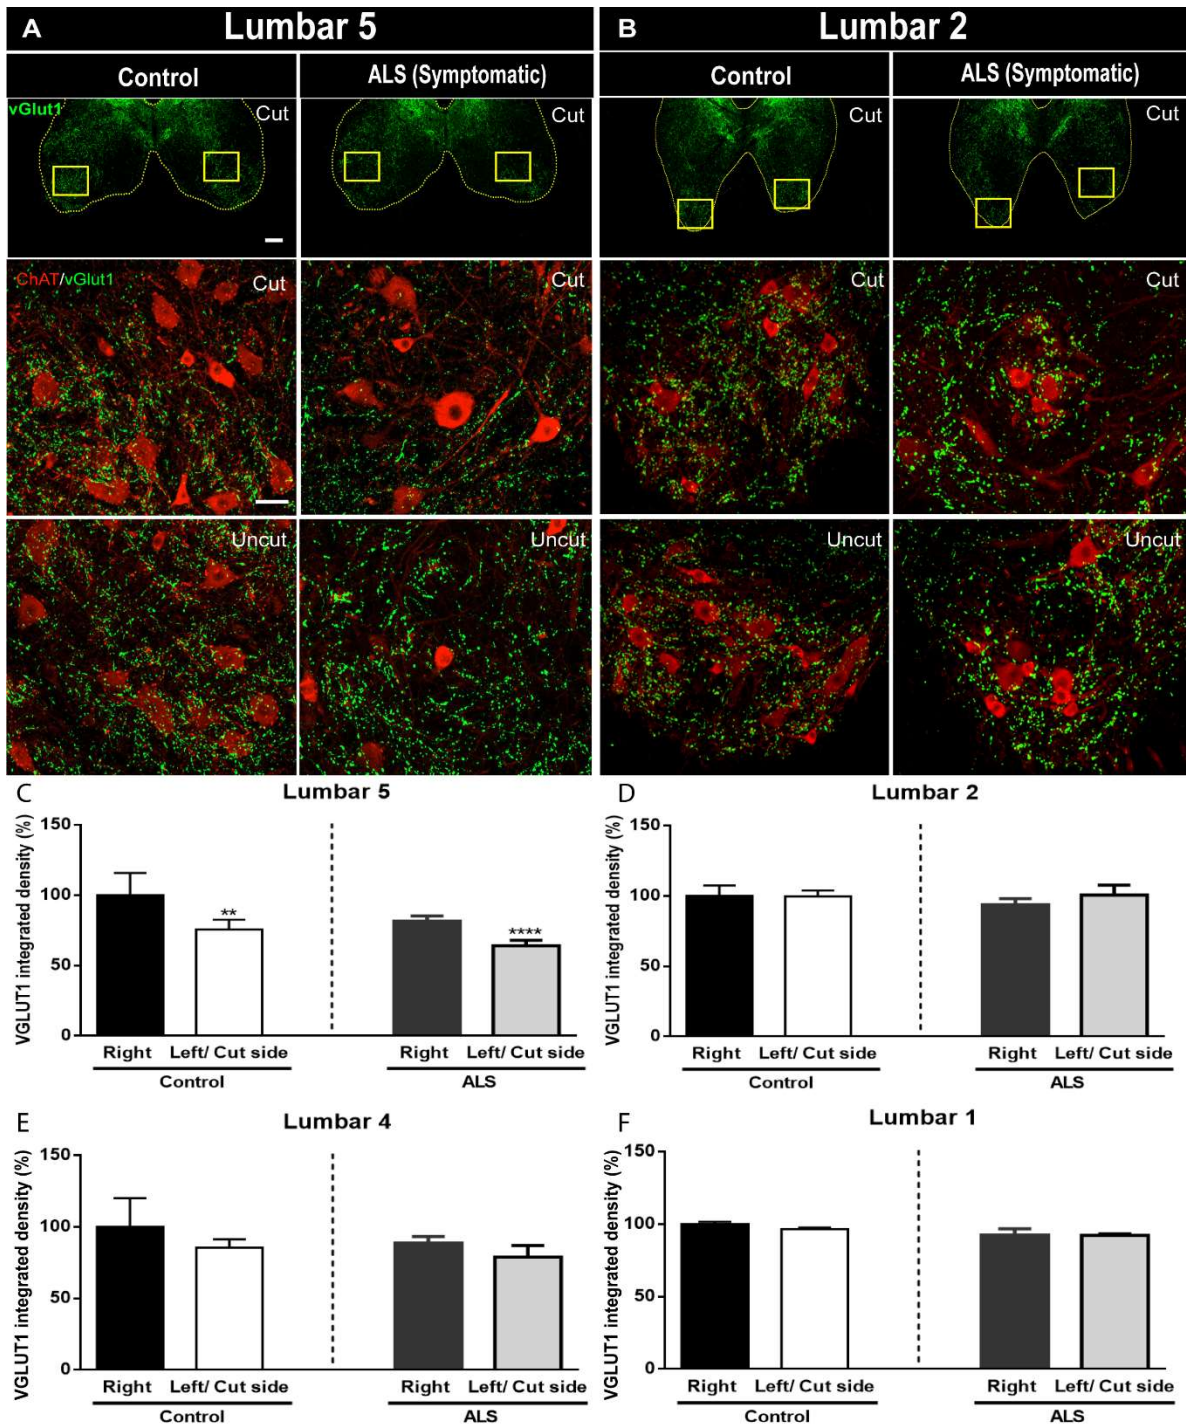 A Lumbar 5
B Lumbar 2
Control
ALS (Symptomatic)
Control
ALS (Symptomatic)
vGlut1
Cut
Cut
Cut
Cut
ChAT/vGlut1
Cut
Cut
Cut
Cut
Uncut
Uncut
Uncut
Uncut
C
Lumbar 5
VGLUT1 integrated density (%)
150
100
50
0
**
****
Right
Left/ Cut side
Right
Left/ Cut side
Control
ALS
D
Lumbar 2
VGLUT1 integrated density (%)
150
100
50
0
Right
Left/ Cut side
Right
Left/ Cut side
Control
ALS
E
Lumbar 4
VGLUT1 integrated density (%)
150
100
50
0
Right
Left/ Cut side
Right
Left/ Cut side
Control
ALS
F
Lumbar 1
VGLUT1 integrated density (%)
150
100
50
0
Right
Left/ Cut side
Right
Left/ Cut side
Control
ALS